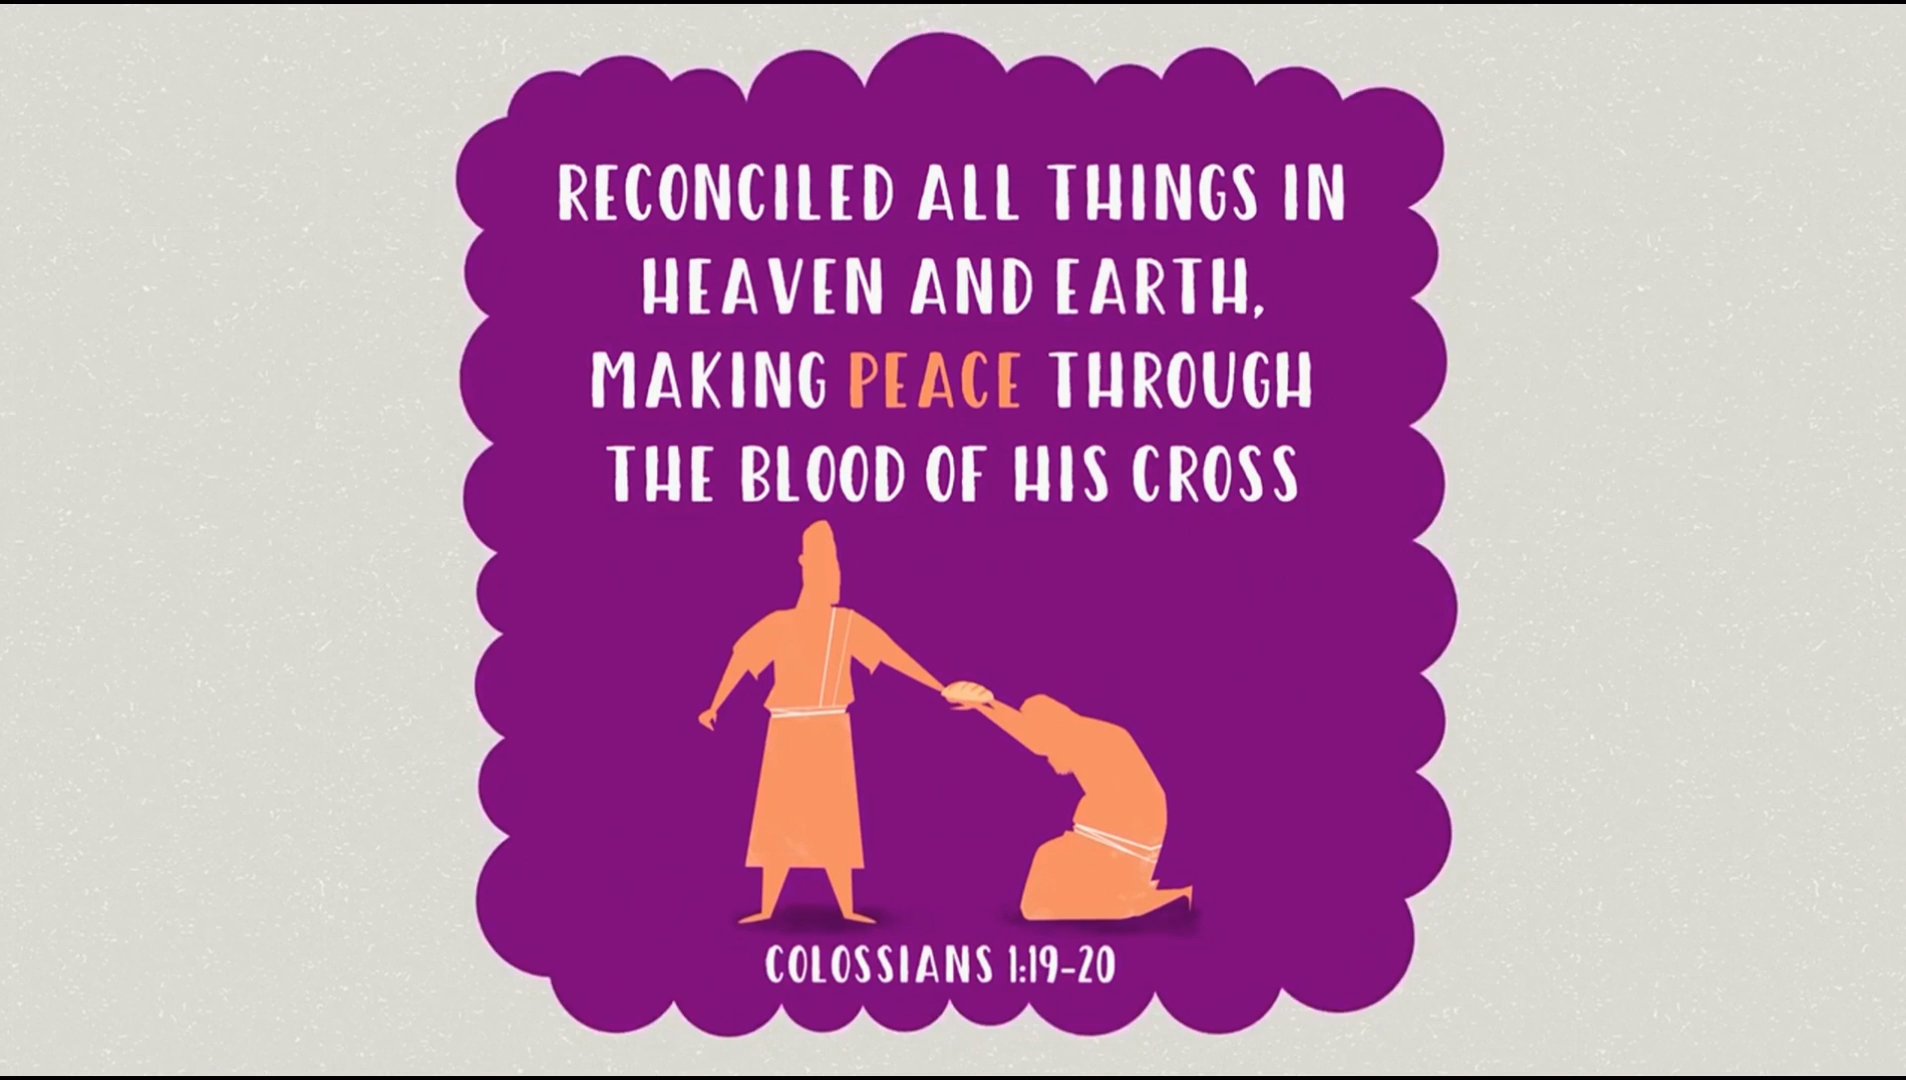 RECONCILED ALL THINGS IN
HEAVEN AND EARTH,
MAKING PEACE THROUGH
THE BLOOD OF HIS CROSS
COLOSSIANS 1:19-20